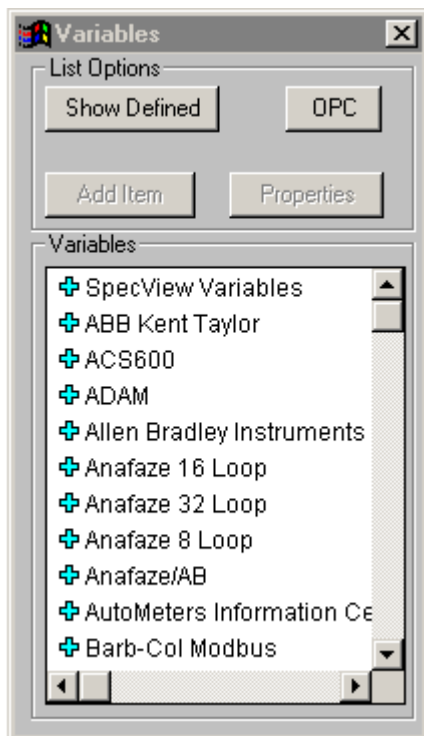 Variables
List Options
Show Defined OPC
Add Item Properties
Variables
SpecView Variables
ABB Kent Taylor
ACS600
ADAM
Allen Bradley Instruments
Anafaze 16 Loop
Anafaze 32 Loop
Anafaze 8 Loop
Anafaze/AB
AutoMeters Information Ce
Barb-Col Modbus